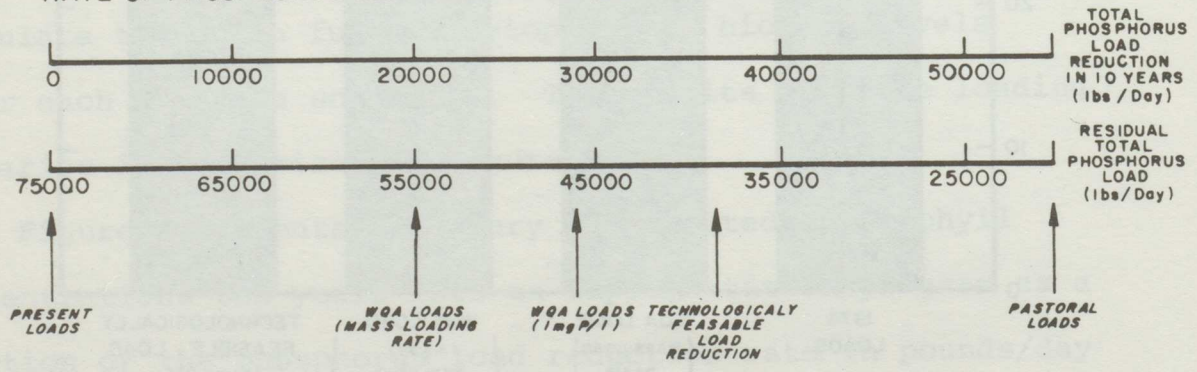 0 10000 20000 30000 40000 50000
TOTAL
PHOSPHORUS
LOAD
REDUCTION
IN 10 YEARS
(lbs/Day)
75000 65000 55000 45000 35000 25000
RESIDUAL
TOTAL
PHOSPHORUS
LOAD
(lbs/Day)
PRESENT
LOADS
WQA LOADS
(MASS LOADING
RATE)
WQA LOADS
(1mgP/l)
TECHNOLOGICALY
FEASABLE
LOAD
REDUCTION
PASTORAL
LOADS